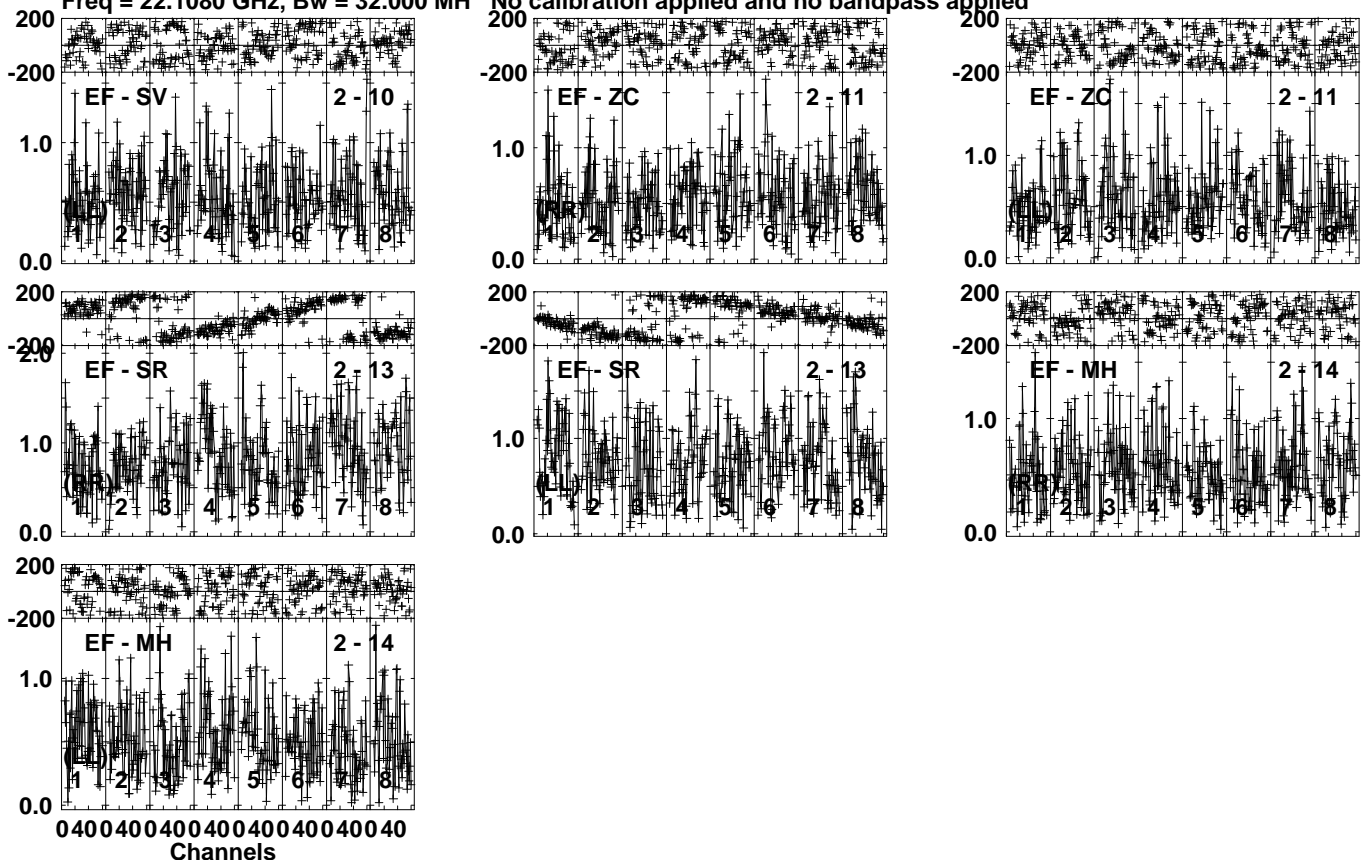 Freq = 22.1080 GHz, Bw = 32.000 MH No calibration applied and no bandpass applied
200
-200
EF - SV 2 - 10
1.0
(LL)
1 2 3 4 5 6 7 8
0.0
200
-200
EF - ZC 2 - 11
1.0
(RR)
1 2 3 4 5 6 7 8
0.0
200
-200
EF - ZC 2 - 11
1.0
(LL)
1 2 3 4 5 6 7 8
0.0
200
-200
2.0
EF - SR 2 - 13
1.0
(RR)
1 2 3 4 5 6 7 8
0.0
200
-200
EF - SR 2 - 13
1.0
(LL)
1 2 3 4 5 6 7 8
0.0
200
-200
EF - MH 2 - 14
1.0
(RR)
1 2 3 4 5 6 7 8
0.0
200
-200
EF - MH 2 - 14
1.0
(LL)
1 2 3 4 5 6 7 8
0.0
0 40 0 40 0 40 0 40 0 40 0 40 0 40 0 40
Channels